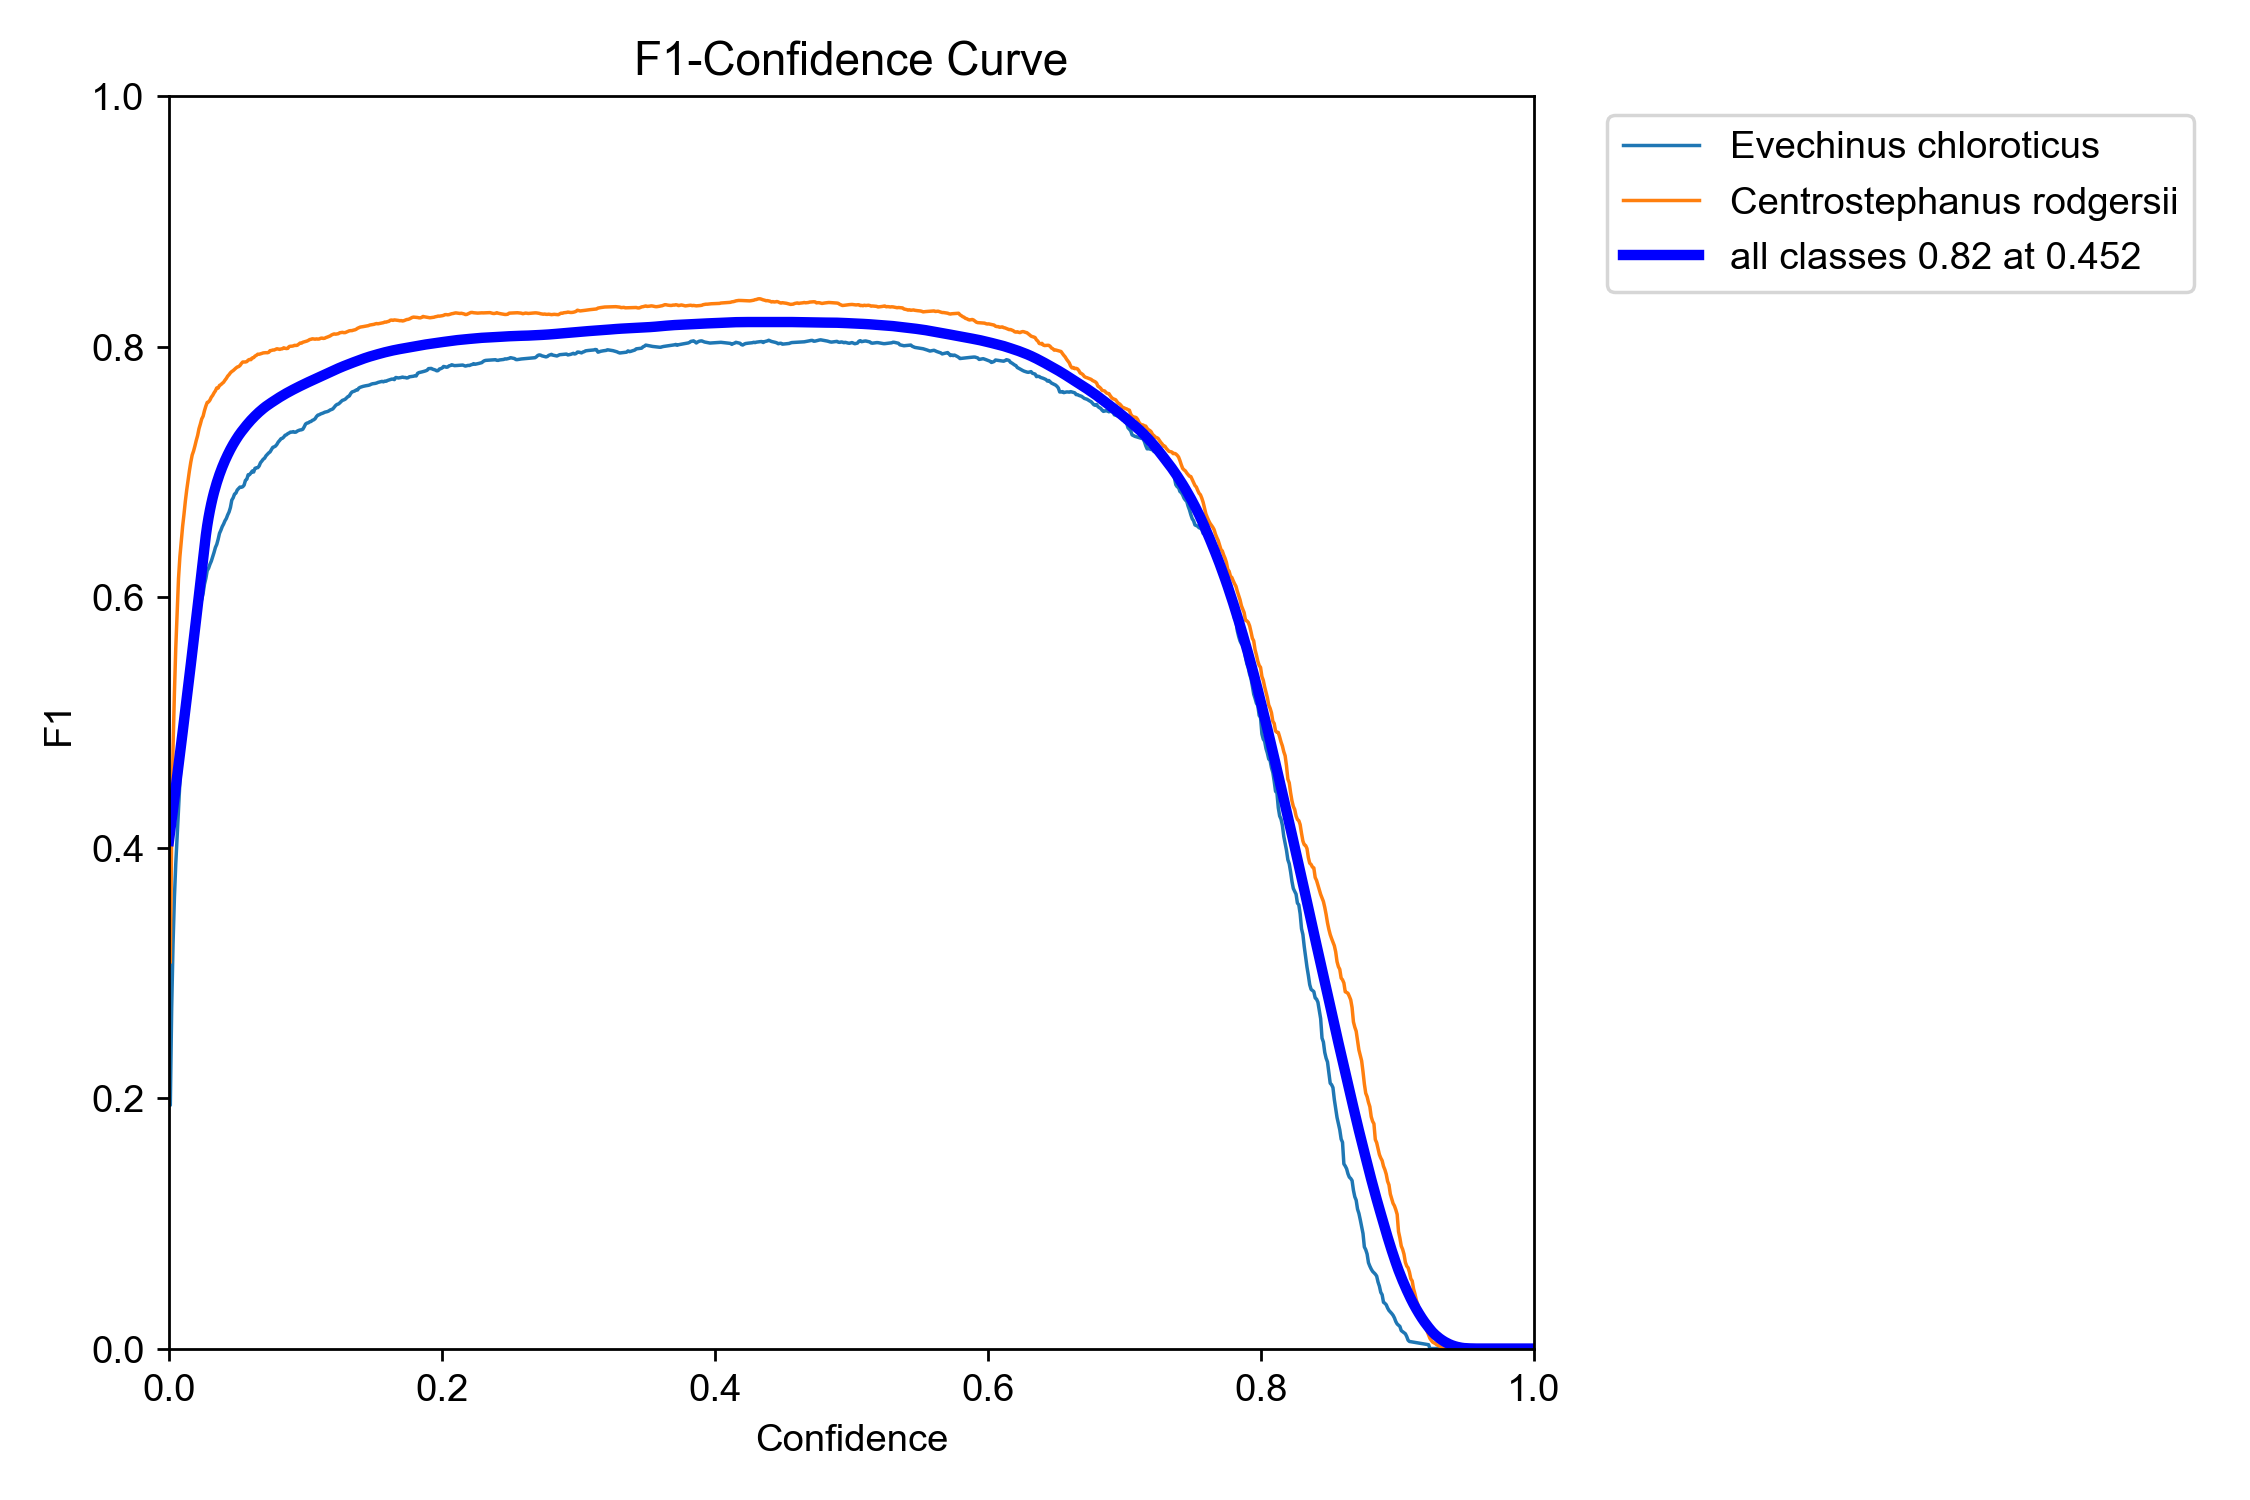 F1-Confidence Curve
Evechinus chloroticus
Centrostephanus rodgersii
all classes 0.82 at 0.452
F1
1.0
0.8
0.6
0.4
0.2
0.0
0.0 0.2 0.4 0.6 0.8 1.0
Confidence